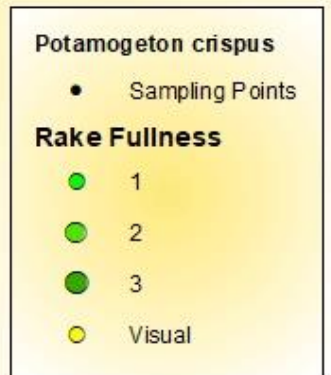 Potamogeton crispus
Sampling Points
Rake Fullness
1
2
3
Visual